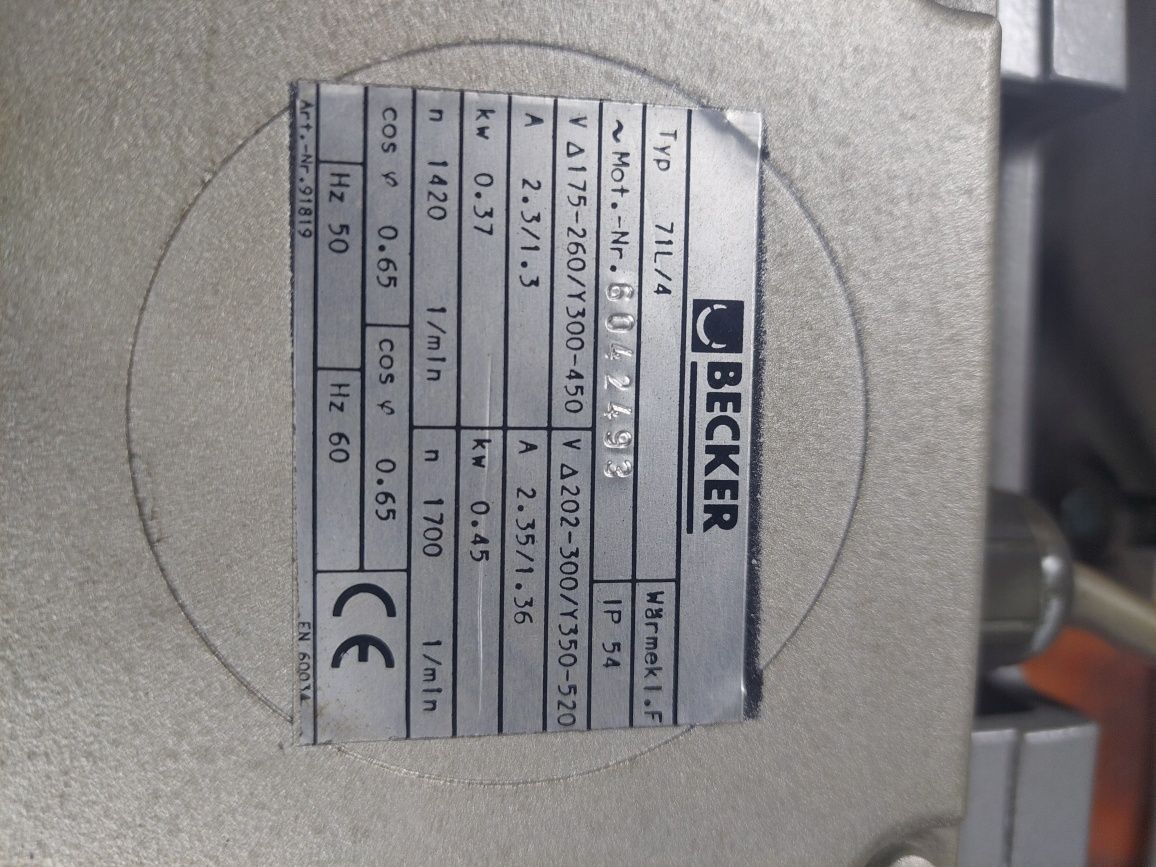 BECKER
Typ 71L/4 Wärmekl.F
~Mot.-Nr. 6042493 IP 54
V Δ175-260/Y300-450 V Δ202-300/Y350-520
A 2.3/1.3 A 2.35/1.36
kW 0.37 kW 0.45
n 1420 1/min n 1700 1/min
cos φ 0.65 cos φ 0.65 CE
Hz 50 Hz 60
Art.-Nr.91819 EN 60034